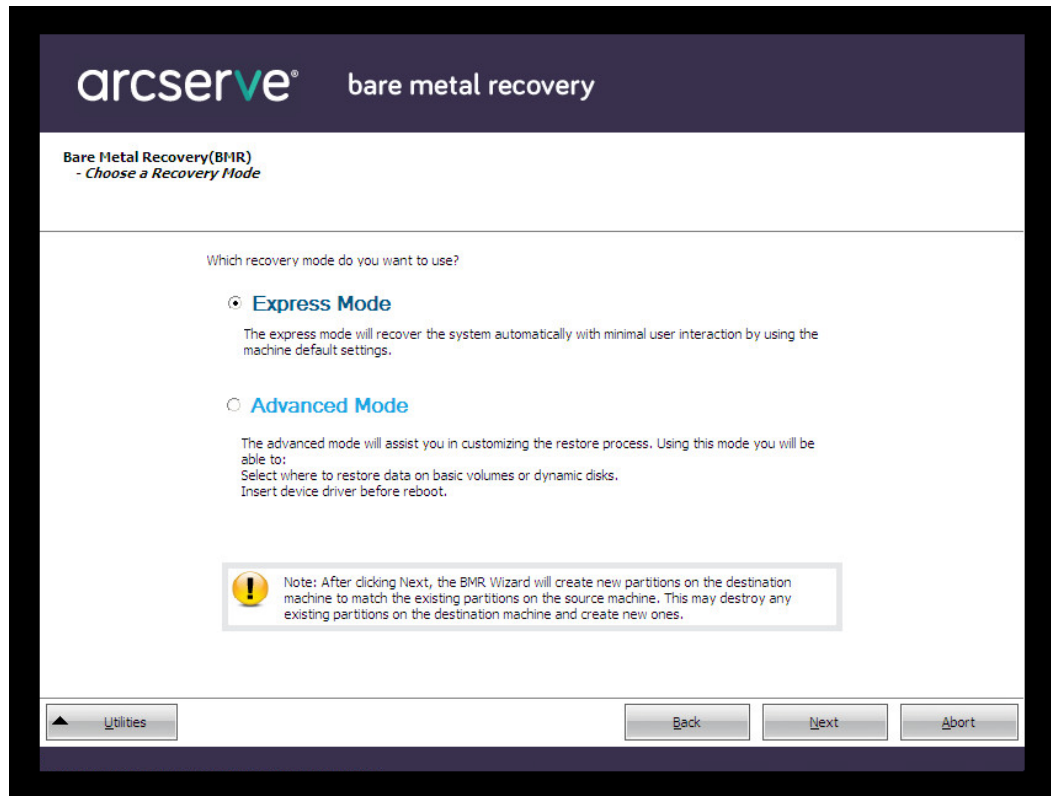 arcserve® bare metal recovery
Bare Metal Recovery(BMR)
- Choose a Recovery Mode
Which recovery mode do you want to use?
Express Mode
The express mode will recover the system automatically with minimal user interaction by using the
machine default settings.
Advanced Mode
The advanced mode will assist you in customizing the restore process. Using this mode you will be
able to:
Select where to restore data on basic volumes or dynamic disks.
Insert device driver before reboot.
Note: After clicking Next, the BMR Wizard will create new partitions on the destination
machine to match the existing partitions on the source machine. This may destroy any
existing partitions on the destination machine and create new ones.
Utilities
Back
Next
Abort